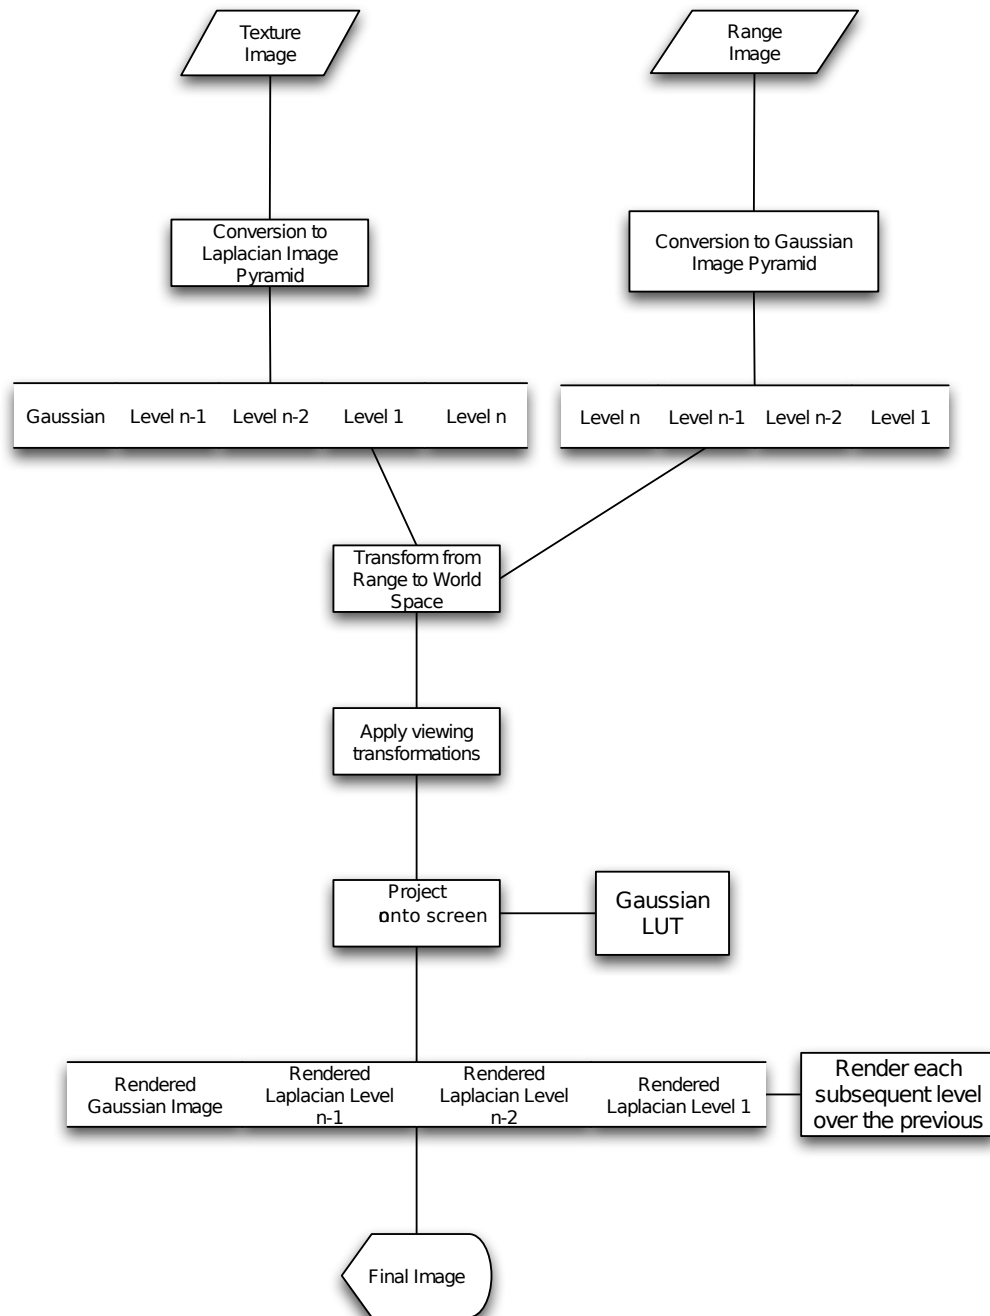 Texture
Image
Range
Image
Conversion to
Laplacian Image
Pyramid
Conversion to Gaussian
Image Pyramid
Gaussian
Level n-1
Level n-2
Level 1
Level n
Level n
Level n-1
Level n-2
Level 1
Transform from
Range to World
Space
Apply viewing
transformations
Project
onto screen
Gaussian
LUT
Rendered
Gaussian Image
Rendered
Laplacian Level
n-1
Rendered
Laplacian Level
n-2
Rendered
Laplacian Level 1
Render each
subsequent level
over the previous
Final Image